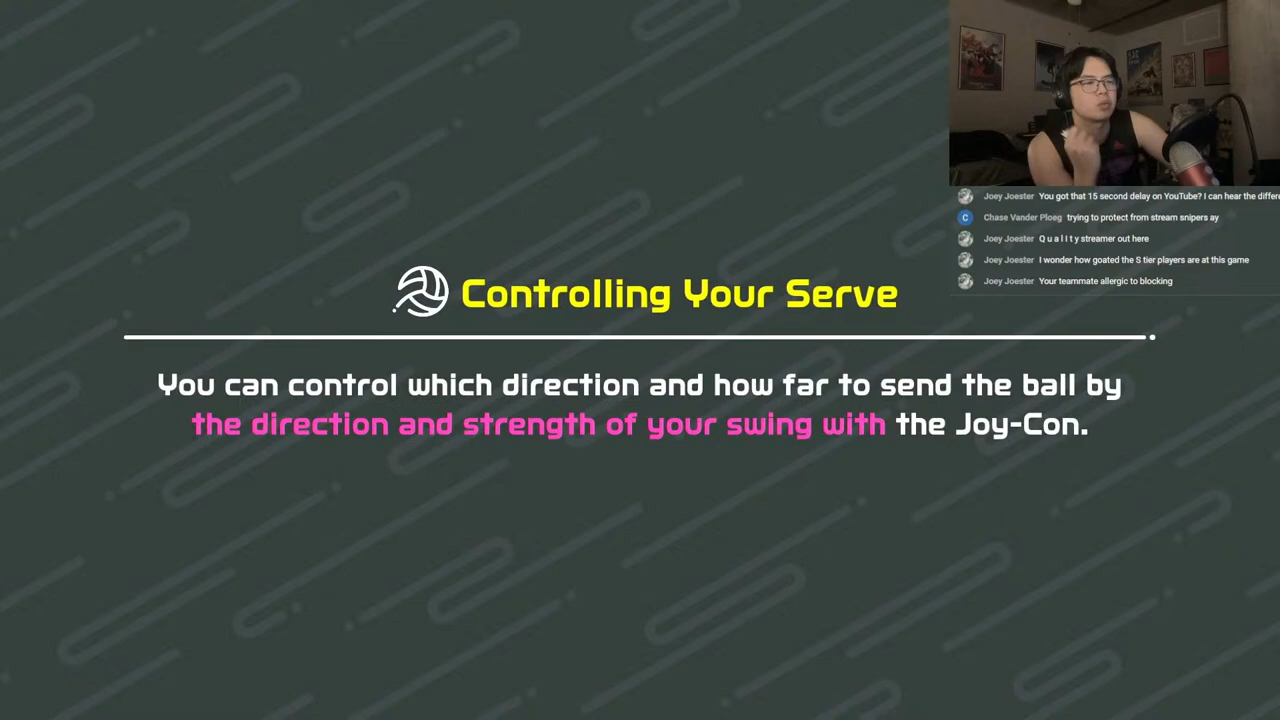 Joey Joester You got that 15 second delay on YouTube? I can hear the differe
Chase Vander Ploeg trying to protect from stream snipers ay
Joey Joester Q u a l i t y streamer out here
Joey Joester I wonder how goated the S tier players are at this game
Joey Joester Your teammate allergic to blocking
Controlling Your Serve
You can control which direction and how far to send the ball by
the direction and strength of your swing with the Joy-Con.